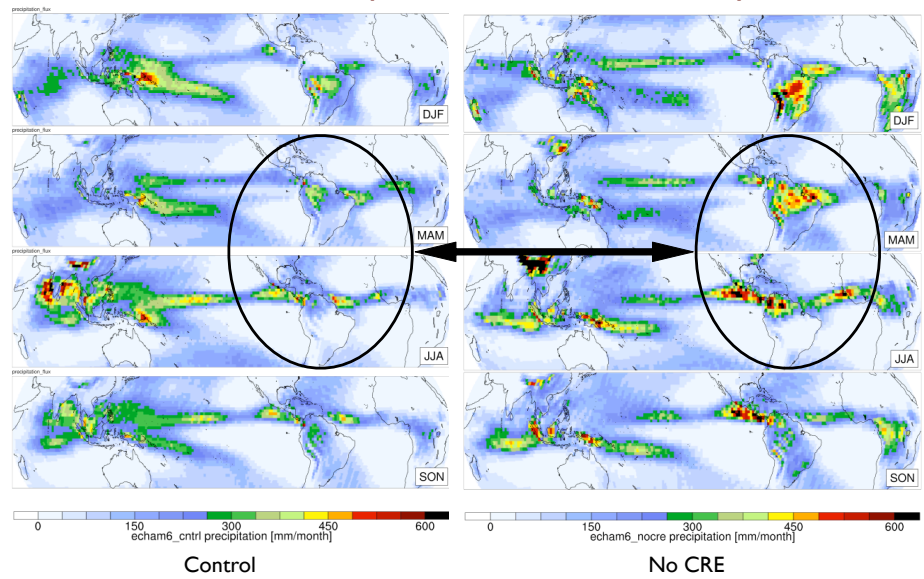 precipitation_flux
DJF
DJF
precipitation_flux
MAM
MAM
precipitation_flux
JJA
JJA
precipitation_flux
SON
SON
0 150 300 450 600
echam6_cntrl precipitation [mm/month]
0 150 300 450 600
echam6_nocre precipitation [mm/month]
Control
No CRE